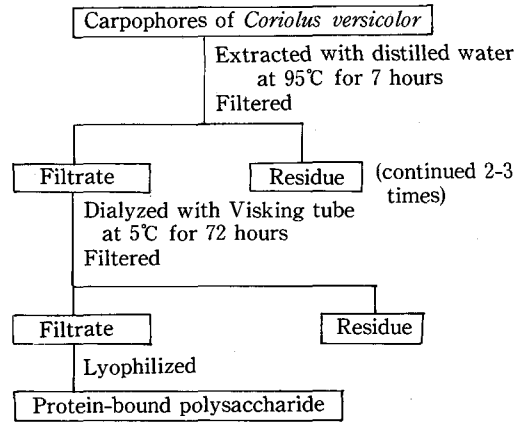 Carpophores of Coriolus versicolor
Extracted with distilled water
at 95℃ for 7 hours
Filtered
Filtrate
Residue
(continued 2-3
times)
Dialyzed with Visking tube
at 5℃ for 72 hours
Filtered
Filtrate
Residue
Lyophilized
Protein-bound polysaccharide